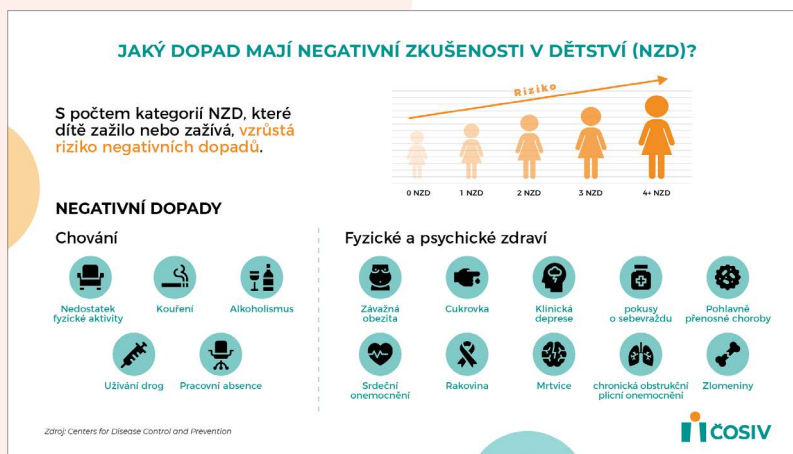 JAKÝ DOPAD MAJÍ NEGATIVNÍ ZKUŠENOSTI V DĚTSTVÍ (NZD)?
S počtem kategorií NZD, které
dítě zažilo nebo zažívá, vzrůstá
riziko negativních dopadů.
Riziko
0 NZD
1 NZD
2 NZD
3 NZD
4+ NZD
NEGATIVNÍ DOPADY
Chování
Nedostatek
fyzické aktivity
Kouření
Alkoholismus
Užívání drog
Pracovní absence
Fyzické a psychické zdraví
Závažná
obezita
Cukrovka
Klinická
deprese
pokusy
o sebevraždu
Pohlavně
přenosné choroby
Srdeční
onemocnění
Rakovina
Mrtvice
chronická obstrukční
plicní onemocnění
Zlomeniny
Zdroj: Centers for Disease Control and Prevention
ČOSIV